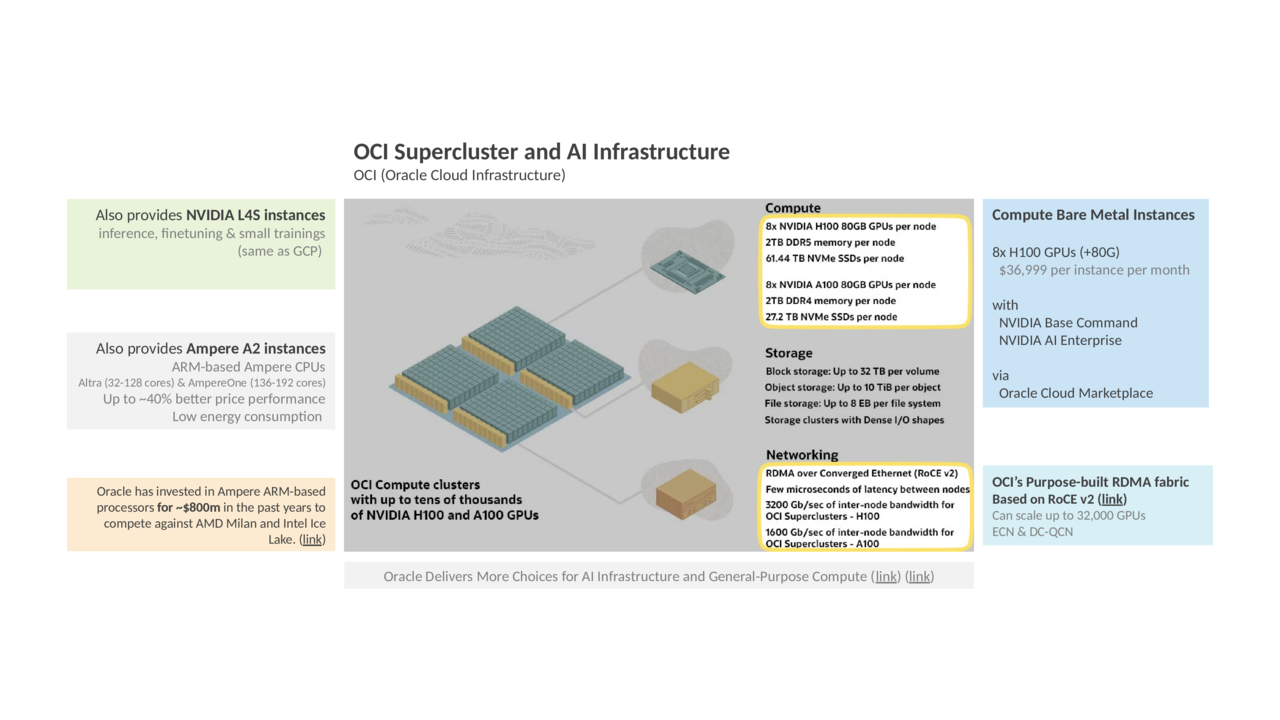 OCI Supercluster and AI Infrastructure
OCI (Oracle Cloud Infrastructure)
Also provides NVIDIA L4S instances
inference, finetuning & small trainings
(same as GCP)
Also provides Ampere A2 instances
ARM-based Ampere CPUs
Altra (32-128 cores) & AmpereOne (136-192 cores)
Up to ~40% better price performance
Low energy consumption
Oracle has invested in Ampere ARM-based
processors for ~$800m in the past years to
compete against AMD Milan and Intel Ice
Lake. (link)
OCI Compute clusters
with up to tens of thousands
of NVIDIA H100 and A100 GPUs
Compute
8x NVIDIA H100 80GB GPUs per node
2TB DDR5 memory per node
61.44 TB NVMe SSDs per node
8x NVIDIA A100 80GB GPUs per node
2TB DDR4 memory per node
27.2 TB NVMe SSDs per node
Storage
Block storage: Up to 32 TB per volume
Object storage: Up to 10 TiB per object
File storage: Up to 8 EB per file system
Storage clusters with Dense I/O shapes
Networking
RDMA over Converged Ethernet (RoCE v2)
Few microseconds of latency between nodes
3200 Gb/sec of inter-node bandwidth for
OCI Superclusters - H100
1600 Gb/sec of inter-node bandwidth for
OCI Superclusters - A100
Compute Bare Metal Instances
8x H100 GPUs (+80G)
$36,999 per instance per month
with
NVIDIA Base Command
NVIDIA AI Enterprise
via
Oracle Cloud Marketplace
OCI's Purpose-built RDMA fabric
Based on RoCE v2 (link)
Can scale up to 32,000 GPUs
ECN & DC-QCN
Oracle Delivers More Choices for AI Infrastructure and General-Purpose Compute (link) (link)